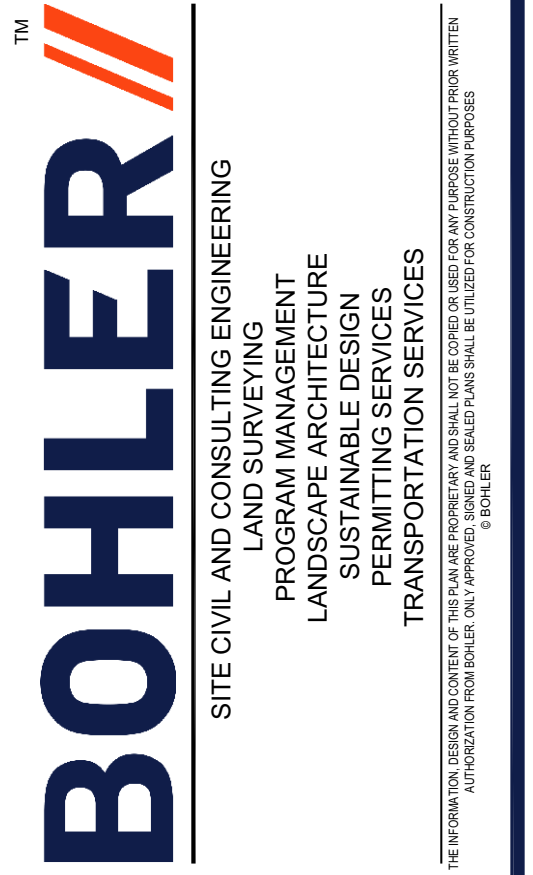 BOHLER//
TM
SITE CIVIL AND CONSULTING ENGINEERING
LAND SURVEYING
PROGRAM MANAGEMENT
LANDSCAPE ARCHITECTURE
SUSTAINABLE DESIGN
PERMITTING SERVICES
TRANSPORTATION SERVICES
THE INFORMATION, DESIGN AND CONTENT OF THIS PLAN ARE PROPRIETARY AND SHALL NOT BE COPIED OR USED FOR ANY PURPOSE WITHOUT PRIOR WRITTEN
AUTHORIZATION FROM BOHLER. ONLY APPROVED, SIGNED AND SEALED PLANS SHALL BE UTILIZED FOR CONSTRUCTION PURPOSES
© BOHLER